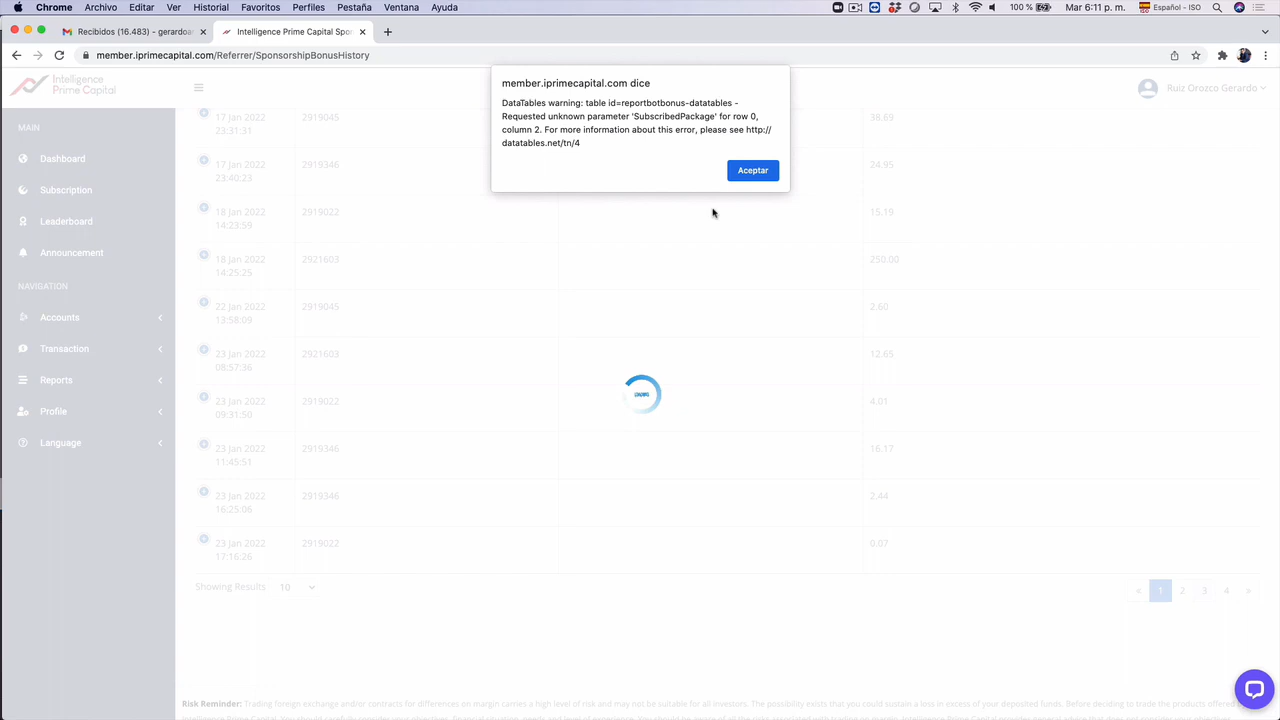 Chrome Archivo Editar Ver Historial Favoritos Perfiles Pestaña Ventana Ayuda 100 % Mar 6:11 p. m. Español - ISO
Recibidos (16.483) - gerardoar Intelligence Prime Capital Spo
member.iprimecapital.com/Referrer/SponsorshipBonusHistory
Intelligence
Prime Capital
Ruiz Orozco Gerardo
member.iprimecapital.com dice
DataTables warning: table id=reportbotbonus-datatables -
Requested unknown parameter 'SubscribedPackage' for row 0,
column 2. For more information about this error, please see http://
datatables.net/tn/4
Aceptar
MAIN
Dashboard
Subscription
Leaderboard
Announcement
NAVIGATION
Accounts
Transaction
Reports
Profile
Language
17 Jan 2022 2919045 38.69
23:31:31
17 Jan 2022 2919346 24.95
23:40:23
18 Jan 2022 2919022 15.19
14:23:59
18 Jan 2022 2921603 250.00
14:25:25
22 Jan 2022 2919045 2.60
13:58:09
23 Jan 2022 2921603 12.65
08:57:36
LOADING
23 Jan 2022 2919022 4.01
09:31:50
23 Jan 2022 2919346 16.17
11:45:51
23 Jan 2022 2919346 2.44
16:25:06
23 Jan 2022 2919022 0.07
17:16:26
Showing Results 10
« 1 2 3 4 »
Risk Reminder: Trading foreign exchange and/or contracts for differences on margin carries a high level of risk and may not be suitable for all investors. The possibility exists that you could sustain a loss in excess of your deposited funds. Before deciding to trade the products offered